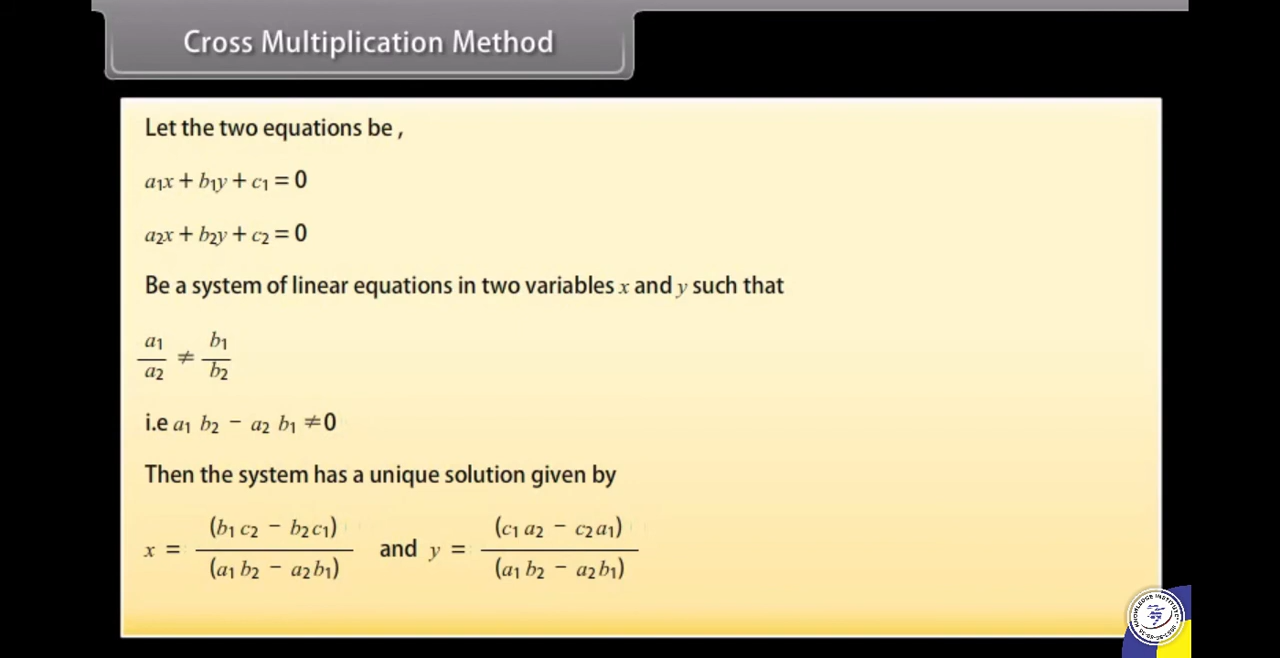 Cross Multiplication Method
Let the two equations be ,
a₁x + b₁y + c₁ = 0
a₂x + b₂y + c₂ = 0
Be a system of linear equations in two variables x and y such that
a₁/a₂ ≠ b₁/b₂
i.e a₁ b₂ − a₂ b₁ ≠ 0
Then the system has a unique solution given by
x = (b₁ c₂ − b₂ c₁) / (a₁ b₂ − a₂ b₁) and y = (c₁ a₂ − c₂ a₁) / (a₁ b₂ − a₂ b₁)